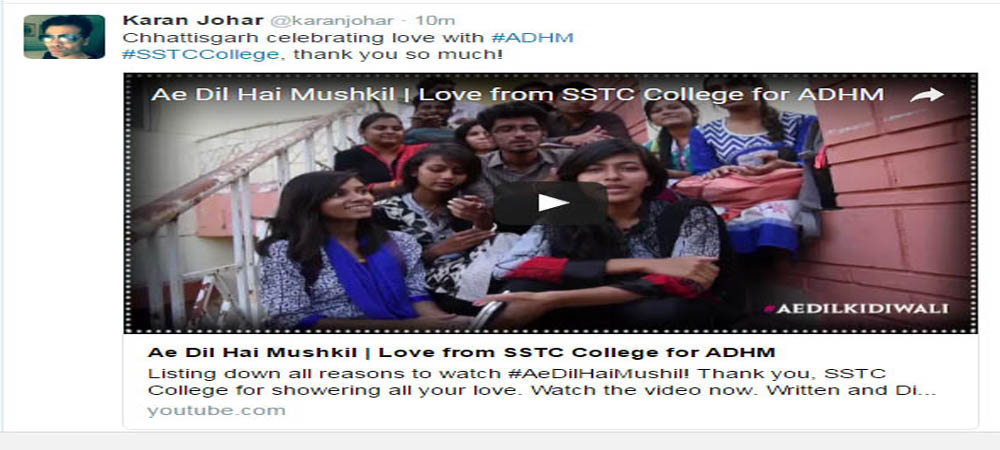 Karan Johar @karanjohar · 10m
Chhattisgarh celebrating love with #ADHM
#SSTCCollege, thank you so much!
Ae Dil Hai Mushkil | Love from SSTC College for ADHM
#AEDILKIDIWALI
Ae Dil Hai Mushkil | Love from SSTC College for ADHM
Listing down all reasons to watch #AeDilHaiMushil! Thank you, SSTC
College for showering all your love. Watch the video now. Written and Di...
youtube.com